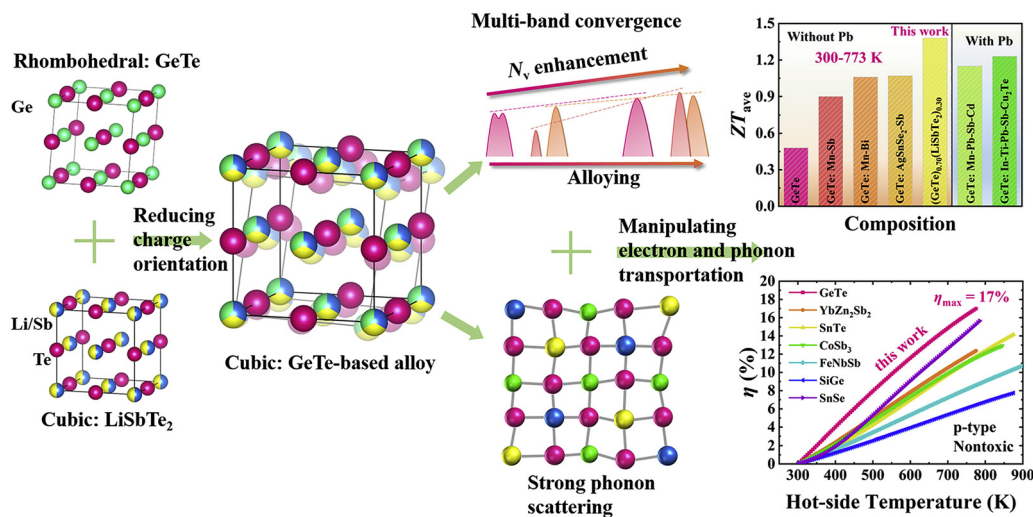 Rhombohedral: GeTe
Ge
Li/Sb
Te
Cubic: LiSbTe₂
Reducing
charge
orientation
Cubic: GeTe-based alloy
Multi-band convergence
Nᵥ enhancement
Alloying
Manipulating
electron and phonon
transportation
Strong phonon
scattering
ZTₐᵥₑ
1.5
1.2
0.9
0.6
0.3
0.0
Without Pb
This work
With Pb
300-773 K
GeTe
GeTe: Mn-Sb
GeTe: Mn-Bi
GeTe: AgSnSe₂-Sb
(GeTe)₀.₇₀(LiSbTe₂)₀.₃₀
GeTe: Mn-Pb-Sb-Cd
GeTe: In-Ti-Pb-Sb-Cu₂Te
Composition
η (%)
20
18
16
14
12
10
8
6
4
2
0
GeTe
YbZn₂Sb₂
SnTe
CoSb₃
FeNbSb
SiGe
SnSe
ηmax = 17%
this work
p-type
Nontoxic
300 400 500 600 700 800 900
Hot-side Temperature (K)